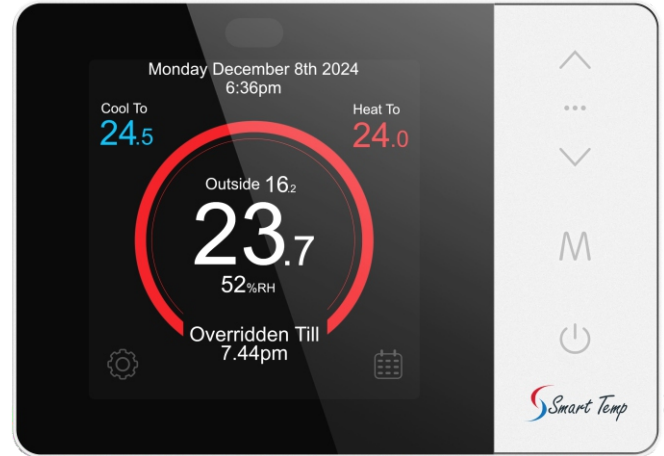 Monday December 8th 2024
6:36pm
Cool To
24.5
Heat To
24.0
Outside 16.2
23.7
52%RH
Overridden Till
7.44pm
M
Smart Temp